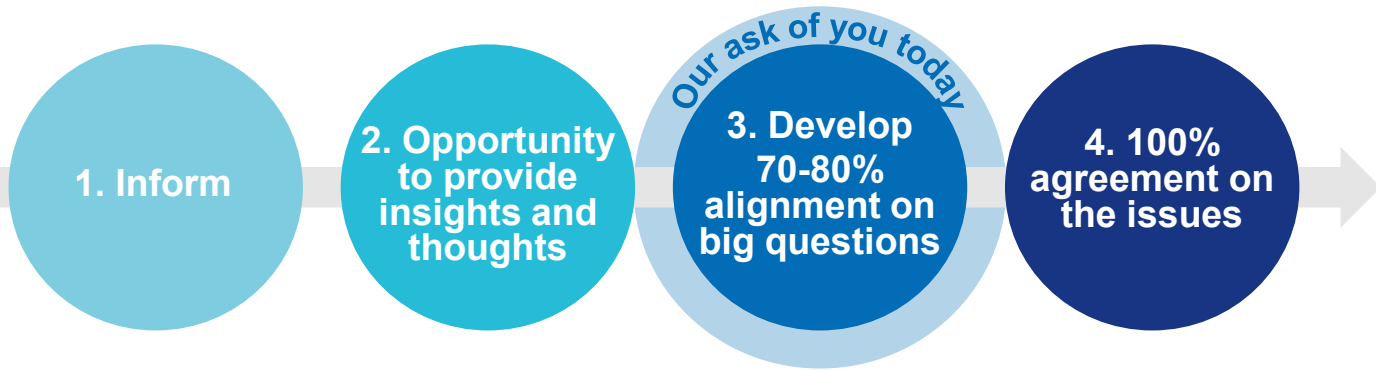 Our ask of you today
1. Inform
2. Opportunity
to provide
insights and
thoughts
3. Develop
70-80%
alignment on
big questions
4. 100%
agreement on
the issues